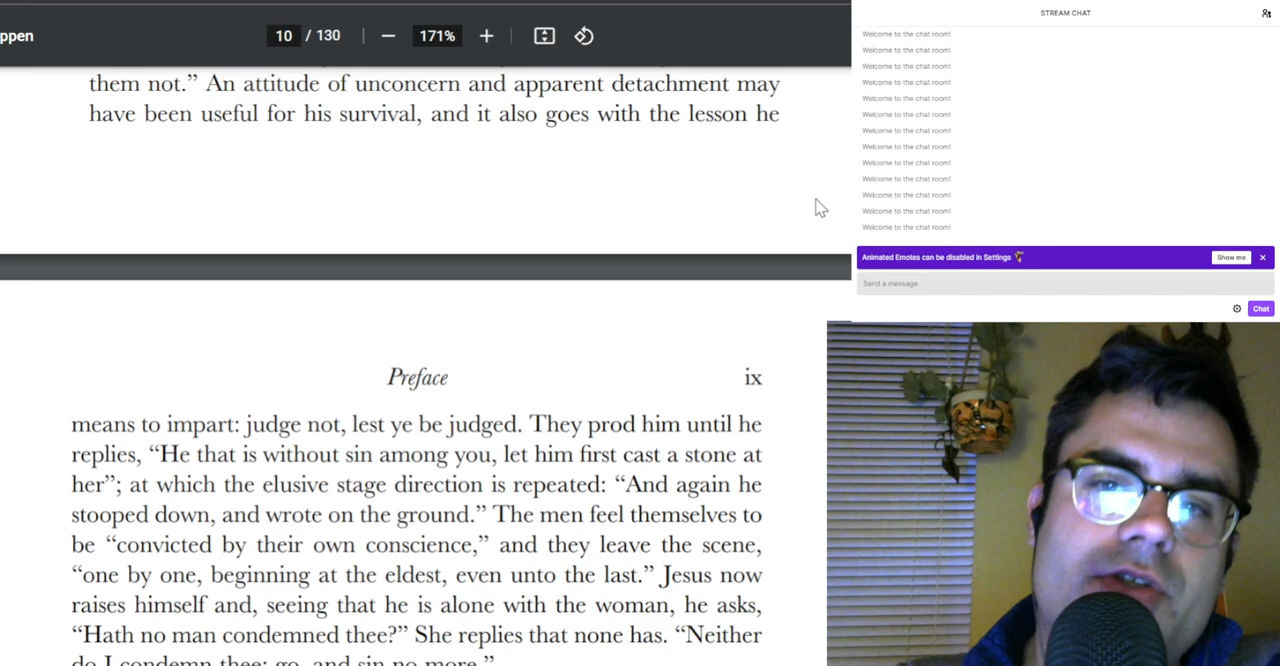 ppen
10 / 130
171%
them not.” An attitude of unconcern and apparent detachment may
have been useful for his survival, and it also goes with the lesson he
Preface ix
means to impart: judge not, lest ye be judged. They prod him until he
replies, “He that is without sin among you, let him first cast a stone at
her”; at which the elusive stage direction is repeated: “And again he
stooped down, and wrote on the ground.” The men feel themselves to
be “convicted by their own conscience,” and they leave the scene,
“one by one, beginning at the eldest, even unto the last.” Jesus now
raises himself and, seeing that he is alone with the woman, he asks,
“Hath no man condemned thee?” She replies that none has. “Neither
do I condemn thee: go, and sin no more.”
STREAM CHAT
Welcome to the chat room!
Welcome to the chat room!
Welcome to the chat room!
Welcome to the chat room!
Welcome to the chat room!
Welcome to the chat room!
Welcome to the chat room!
Welcome to the chat room!
Welcome to the chat room!
Welcome to the chat room!
Welcome to the chat room!
Welcome to the chat room!
Welcome to the chat room!
Animated Emotes can be disabled in Settings
Show me
Send a message
Chat